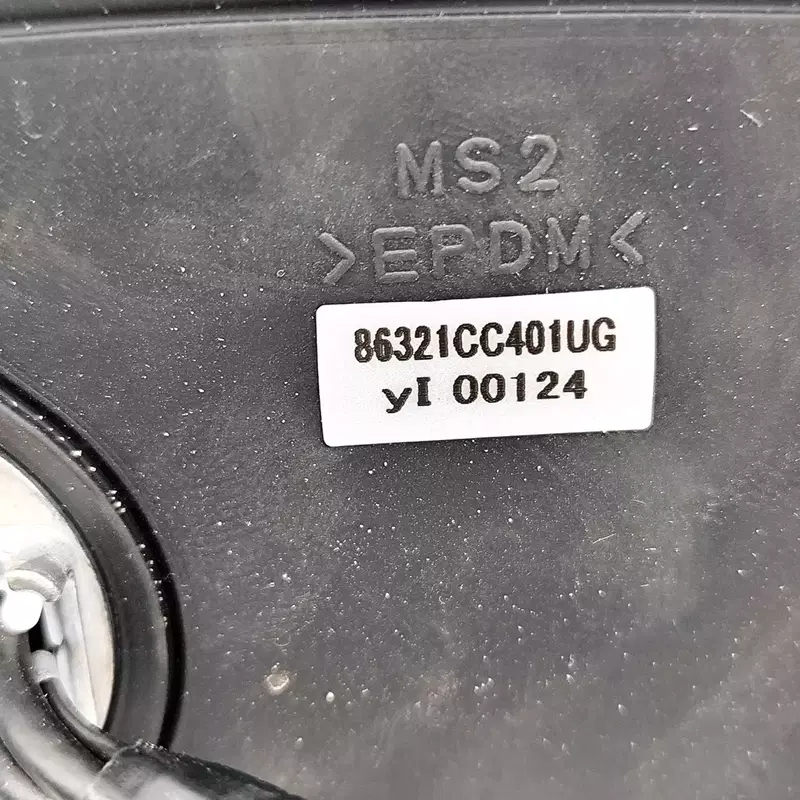 MS2
>EPDM<
86321CC401UG
yI 00124